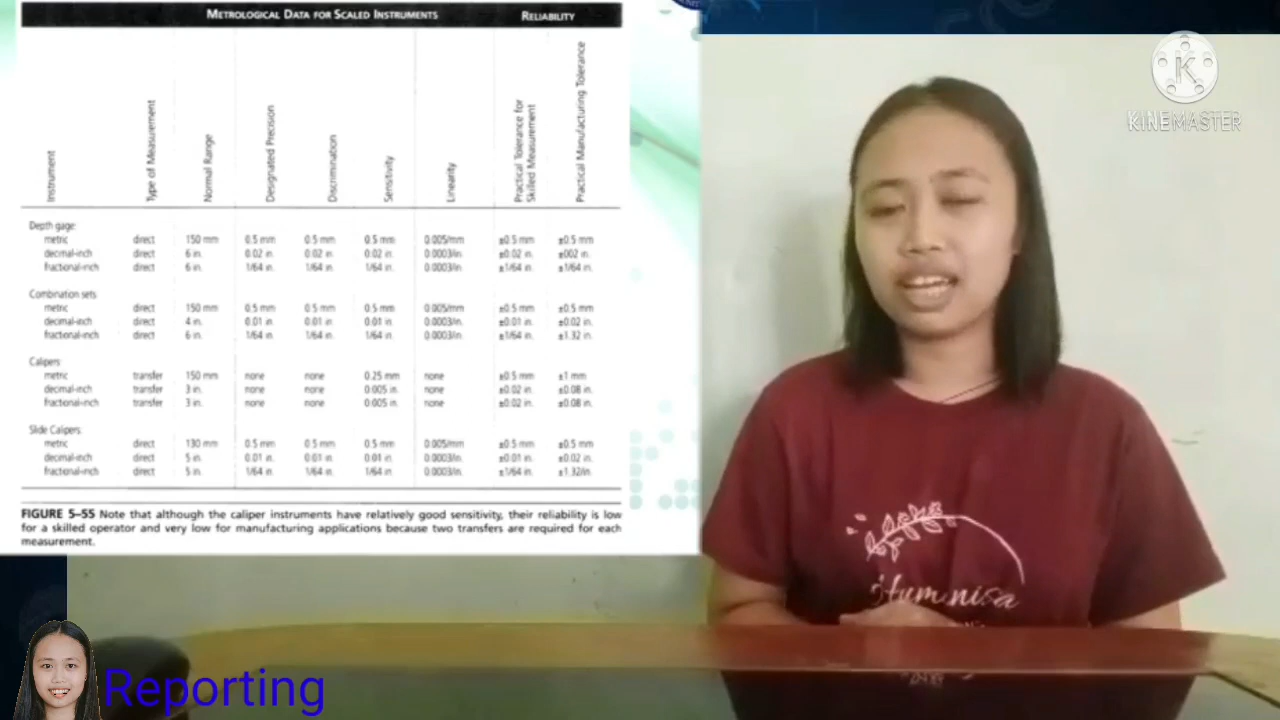 METROLOGICAL DATA FOR SCALED INSTRUMENTS RELIABILITY
Instrument Type of Measurement Normal Range Designated Precision Discrimination Sensitivity Linearity Practical Tolerance for Skilled Measurement Practical Manufacturing Tolerance
Depth gage:
metric direct 150 mm 0.5 mm 0.5 mm 0.5 mm 0.005/mm ±0.5 mm ±0.5 mm
decimal-inch direct 6 in. 0.02 in. 0.02 in. 0.02 in. 0.0003/in. ±0.02 in. ±002 in.
fractional-inch direct 6 in. 1/64 in. 1/64 in. 1/64 in. 0.0003/in. ±1/64 in. ±1/64 in.
Combination sets:
metric direct 150 mm 0.5 mm 0.5 mm 0.5 mm 0.005/mm ±0.5 mm ±0.5 mm
decimal-inch direct 4 in. 0.01 in. 0.01 in. 0.01 in. 0.0003/in. ±0.01 in. ±0.02 in.
fractional-inch direct 6 in. 1/64 in. 1/64 in. 1/64 in. 0.0003/in. ±1/64 in. ±1.32 in.
Calipers:
metric transfer 150 mm none none 0.25 mm none ±0.5 mm ±1 mm
decimal-inch transfer 3 in. none none 0.005 in. none ±0.02 in. ±0.08 in.
fractional-inch transfer 3 in. none none 0.005 in. none ±0.02 in. ±0.08 in.
Slide Calipers:
metric direct 130 mm 0.5 mm 0.5 mm 0.5 mm 0.005/mm ±0.5 mm ±0.5 mm
decimal-inch direct 5 in. 0.01 in. 0.01 in. 0.01 in. 0.0003/in. ±0.01 in. ±0.02 in.
fractional-inch direct 5 in. 1/64 in. 1/64 in. 1/64 in. 0.0003/in. ±1/64 in. ±1.32/in.
FIGURE 5–55 Note that although the caliper instruments have relatively good sensitivity, their reliability is low
for a skilled operator and very low for manufacturing applications because two transfers are required for each
measurement.
K
KINEMASTER
Reporting